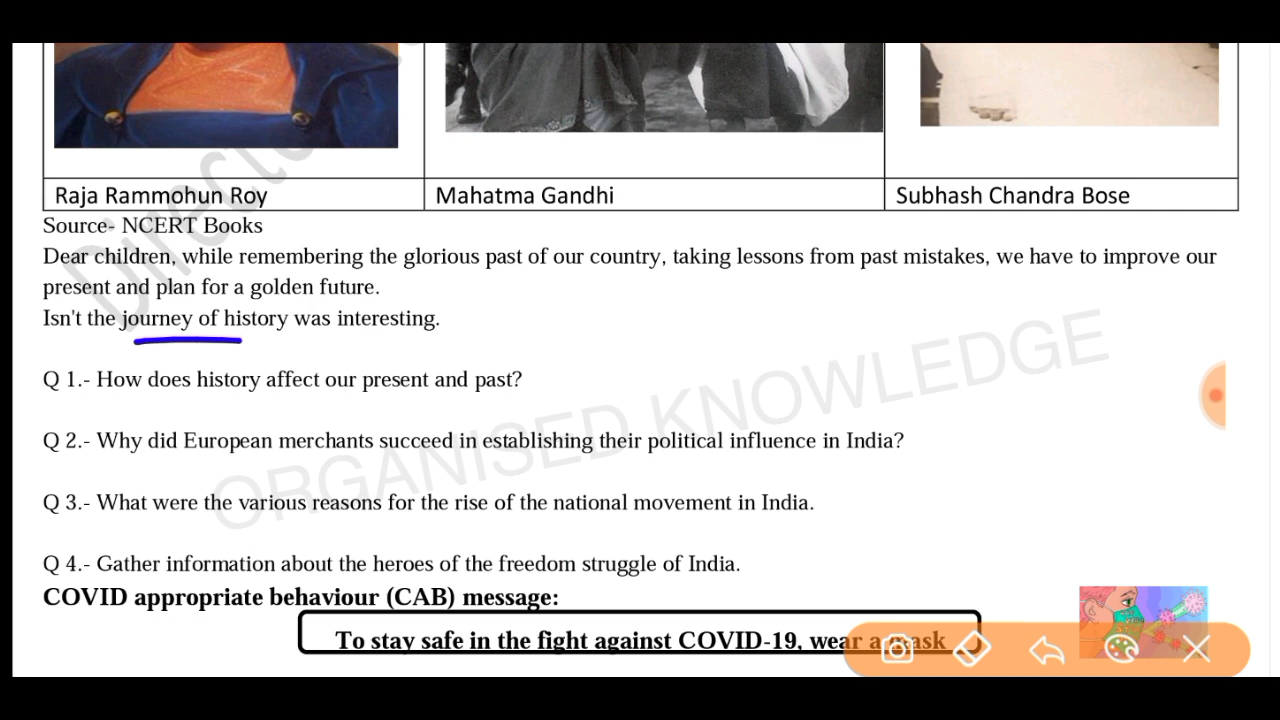 Raja Rammohun Roy
Mahatma Gandhi
Subhash Chandra Bose
Source- NCERT Books
Dear children, while remembering the glorious past of our country, taking lessons from past mistakes, we have to improve our
present and plan for a golden future.
Isn't the journey of history was interesting.
Q 1.- How does history affect our present and past?
Q 2.- Why did European merchants succeed in establishing their political influence in India?
Q 3.- What were the various reasons for the rise of the national movement in India.
Q 4.- Gather information about the heroes of the freedom struggle of India.
ORGANISED KNOWLEDGE
COVID appropriate behaviour (CAB) message:
To stay safe in the fight against COVID-19, wear a mask